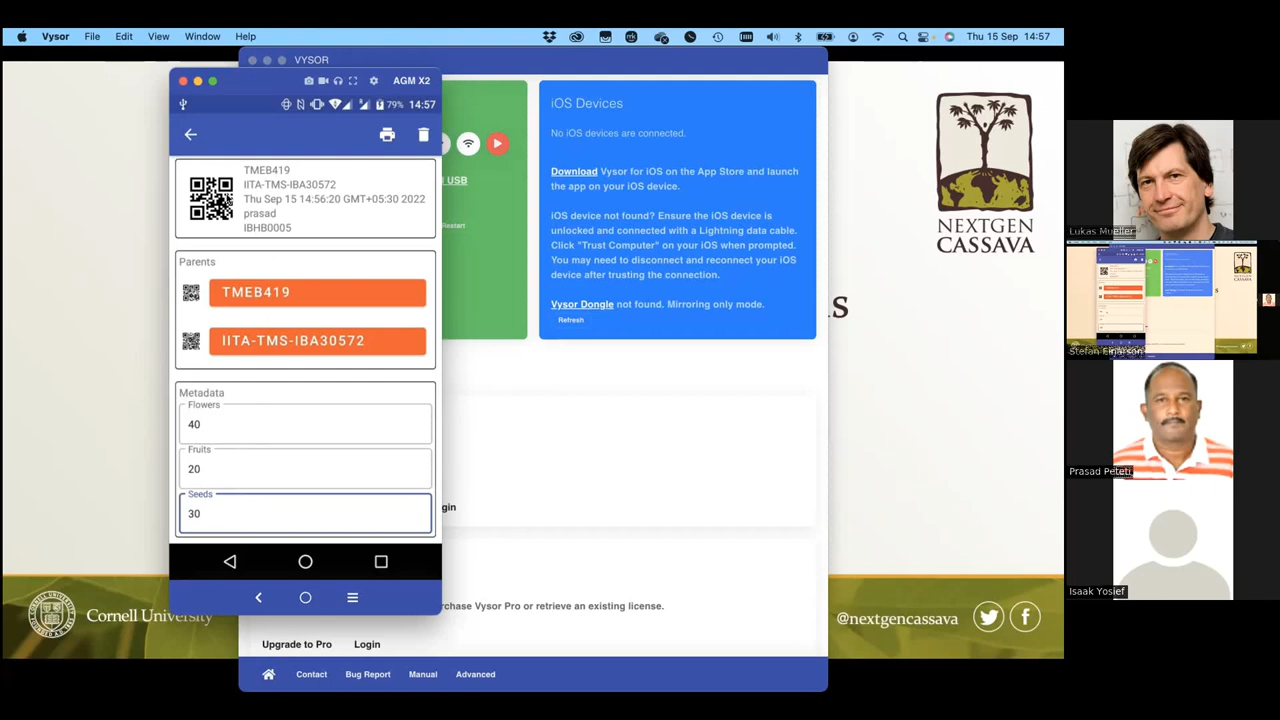 Vysor File Edit View Window Help
Thu 15 Sep 14:57
VYSOR
AGM X2
79% 14:57
TMEB419
IITA-TMS-IBA30572
Thu Sep 15 14:56:20 GMT+05:30 2022
prasad
IBHB0005
Parents
TMEB419
IITA-TMS-IBA30572
Metadata
Flowers
40
Fruits
20
Seeds
30
USB
Restart
iOS Devices
No iOS devices are connected.
Download Vysor for iOS on the App Store and launch
the app on your iOS device.
iOS device not found? Ensure the iOS device is
unlocked and connected with a Lightning data cable.
Click "Trust Computer" on your iOS when prompted.
You may need to disconnect and reconnect your iOS
device after trusting the connection.
Vysor Dongle not found. Mirroring only mode.
Refresh
gin
rchase Vysor Pro or retrieve an existing license.
Upgrade to Pro Login
Contact Bug Report Manual Advanced
NEXTGEN
CASSAVA
s
Cornell University
@nextgencassava
Lukas Mueller
Stefan Einarson
Prasad Peteti
Isaak Yosief